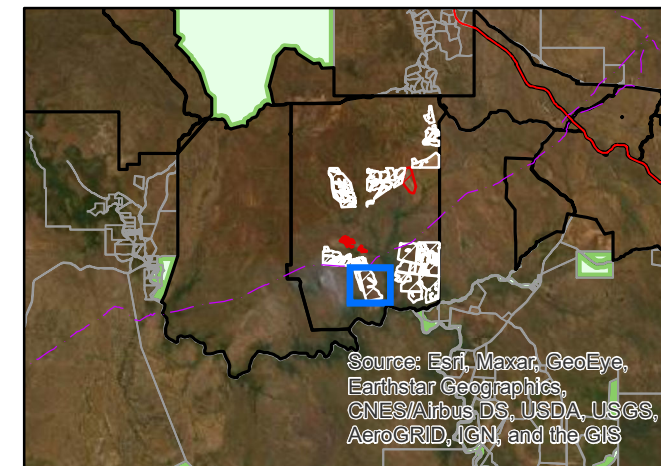 Source: Esri, Maxar, GeoEye,
Earthstar Geographics,
CNES/Airbus DS, USDA, USGS,
AeroGRID, IGN, and the GIS